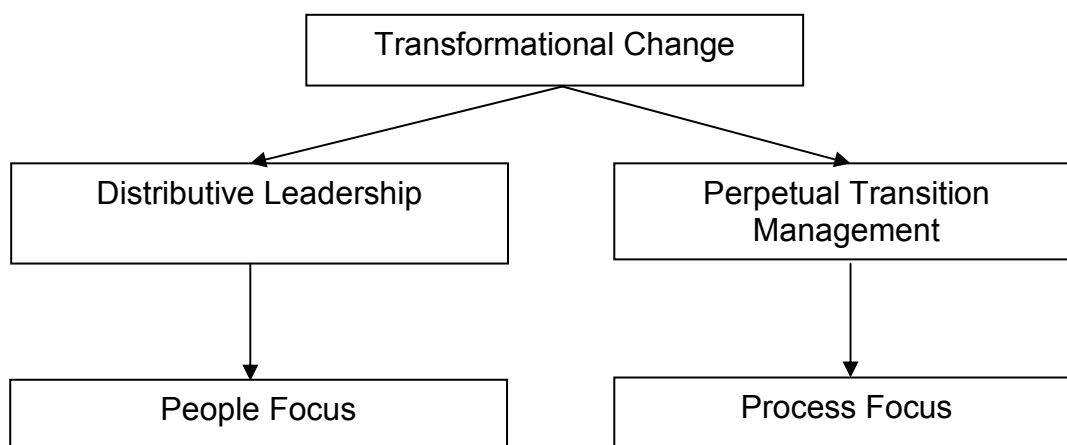 Transformational Change
Distributive Leadership
Perpetual Transition
Management
People Focus
Process Focus